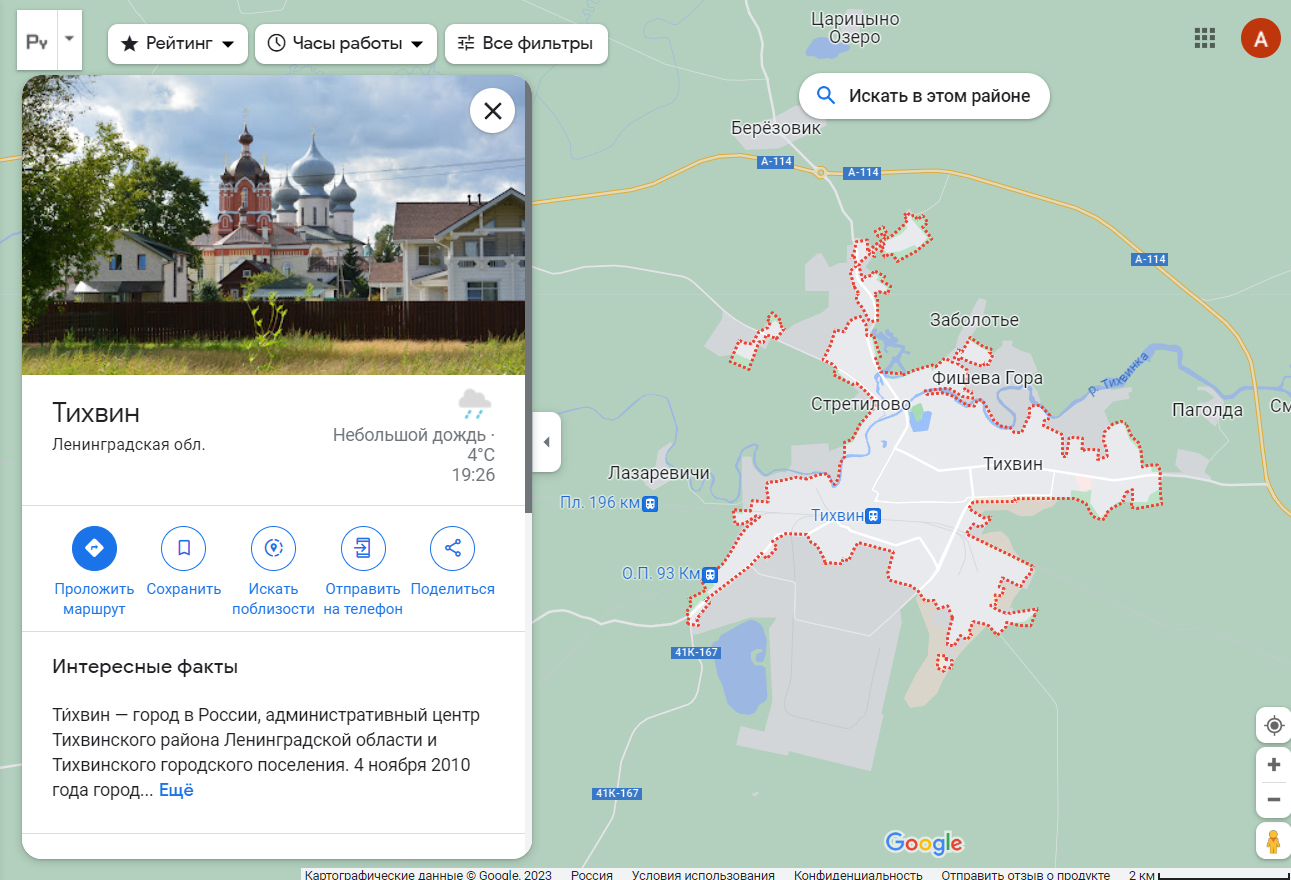 Ру
Рейтинг
Часы работы
Все фильтры
A
Царицыно
Озеро
Искать в этом районе
Берёзовик
А-114
А-114
А-114
Заболотье
Фишева Гора
р. Тихвинка
Стретилово
Паголда
См
Тихвин
Лазаревичи
Пл. 196 км
Тихвин
О.П. 93 Км
41К-167
41К-167
Тихвин
Ленинградская обл.
Небольшой дождь ·
4°C
19:26
Проложить
маршрут
Сохранить
Искать
поблизости
Отправить
на телефон
Поделиться
Интересные факты
Ти́хвин — город в России, административный центр
Тихвинского района Ленинградской области и
Тихвинского городского поселения. 4 ноября 2010
года город... Ещё
Google
Картографические данные © Google, 2023 Россия Условия использования Конфиденциальность Отправить отзыв о продукте 2 км